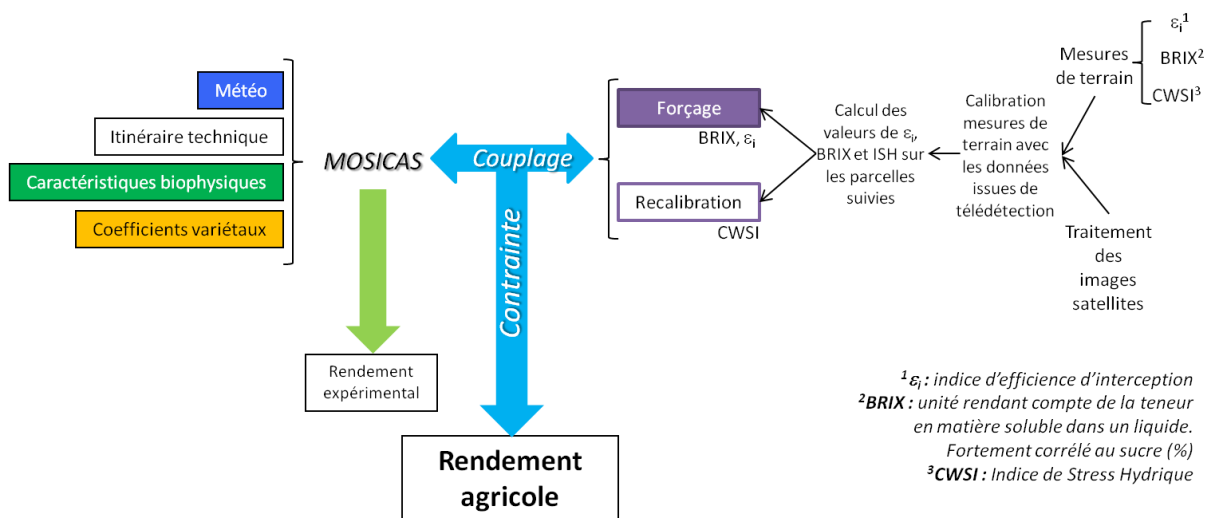 Météo
Itinéraire technique
Caractéristiques biophysiques
Coefficients variétaux
MOSICAS
Couplage
Contrainte
Rendement
expérimental
Rendement
agricole
Forçage
BRIX, εi
Recalibration
CWSI
Calcul des
valeurs de εi,
BRIX et ISH sur
les parcelles
suivies
Calibration
mesures de
terrain avec
les données
issues de
télédétection
Mesures
de terrain
εi¹
BRIX²
CWSI³
Traitement
des
images
satellites
¹εi : indice d’efficience d’interception
²BRIX : unité rendant compte de la teneur
en matière soluble dans un liquide.
Fortement corrélé au sucre (%)
³CWSI : Indice de Stress Hydrique